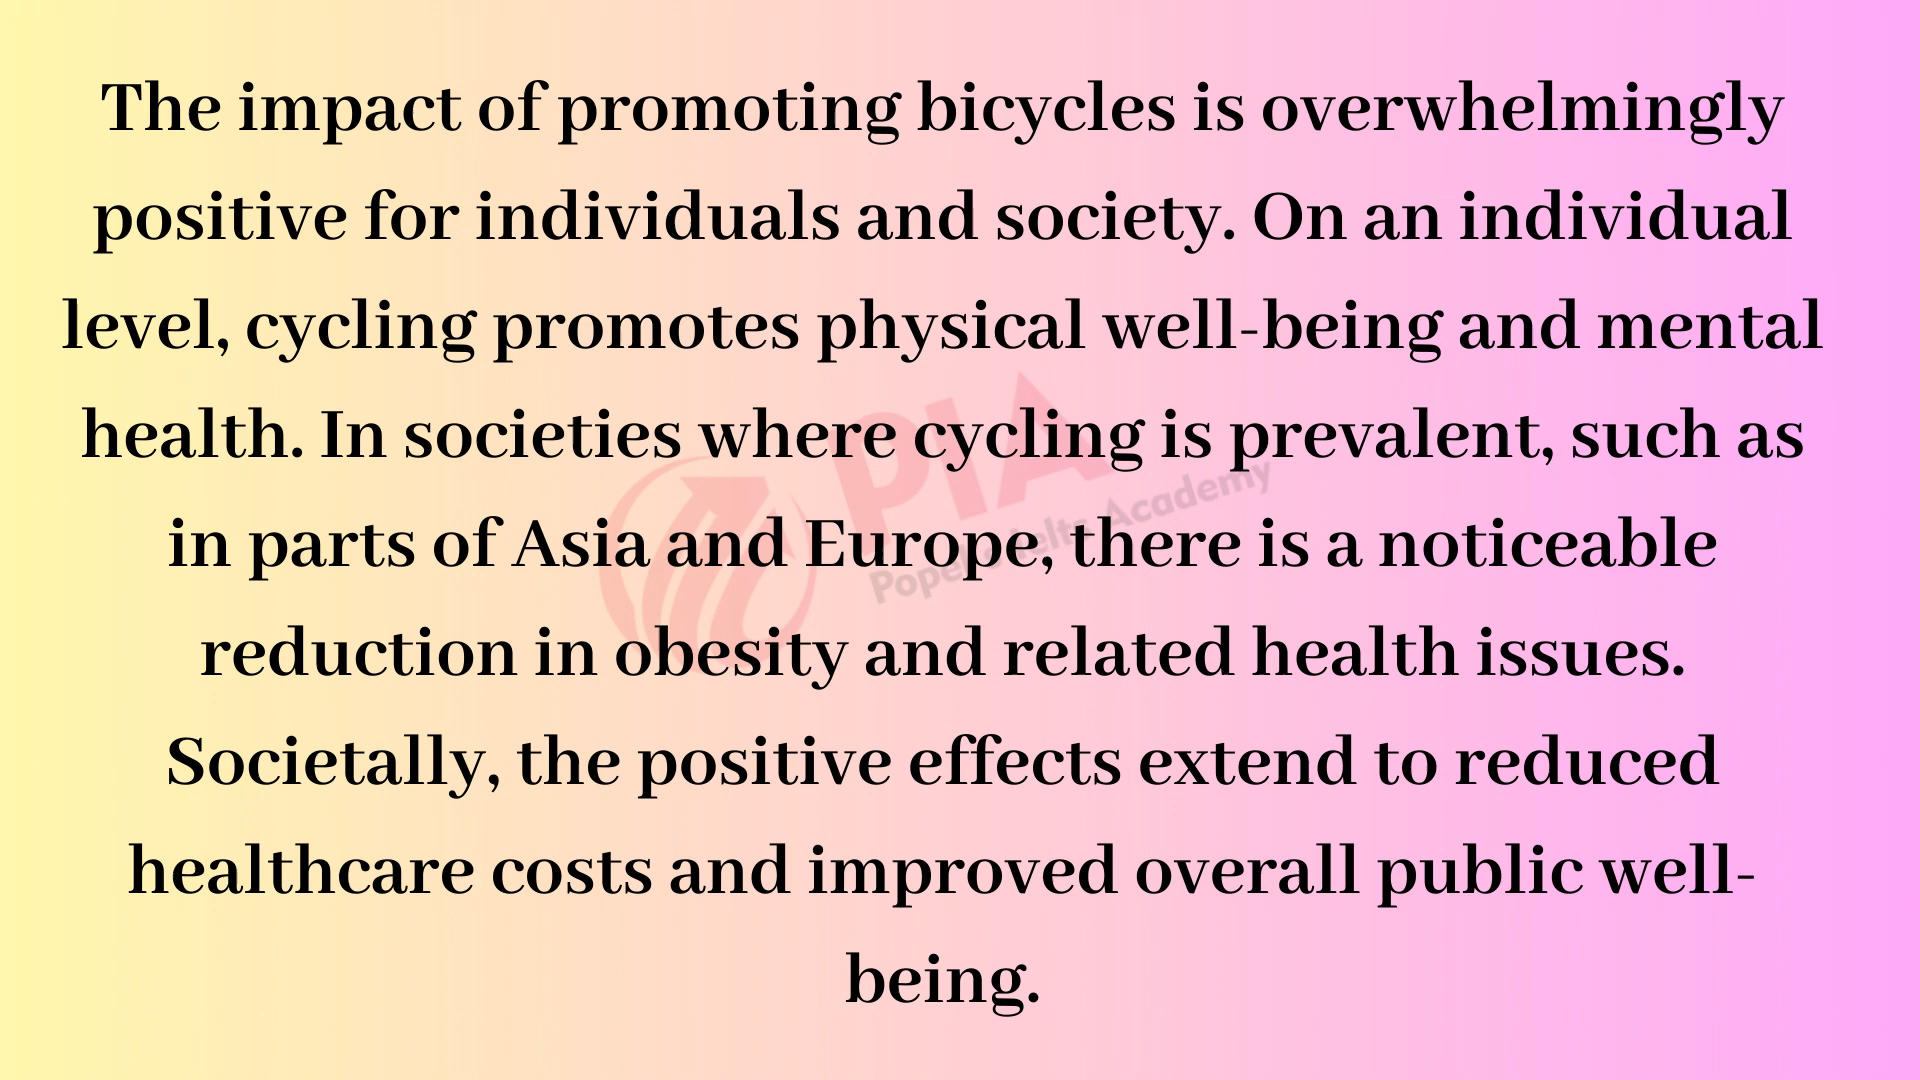 The impact of promoting bicycles is overwhelmingly
positive for individuals and society. On an individual
level, cycling promotes physical well-being and mental
health. In societies where cycling is prevalent, such as
in parts of Asia and Europe, there is a noticeable
reduction in obesity and related health issues.
Societally, the positive effects extend to reduced
healthcare costs and improved overall public well-
being.
PIA
Academy